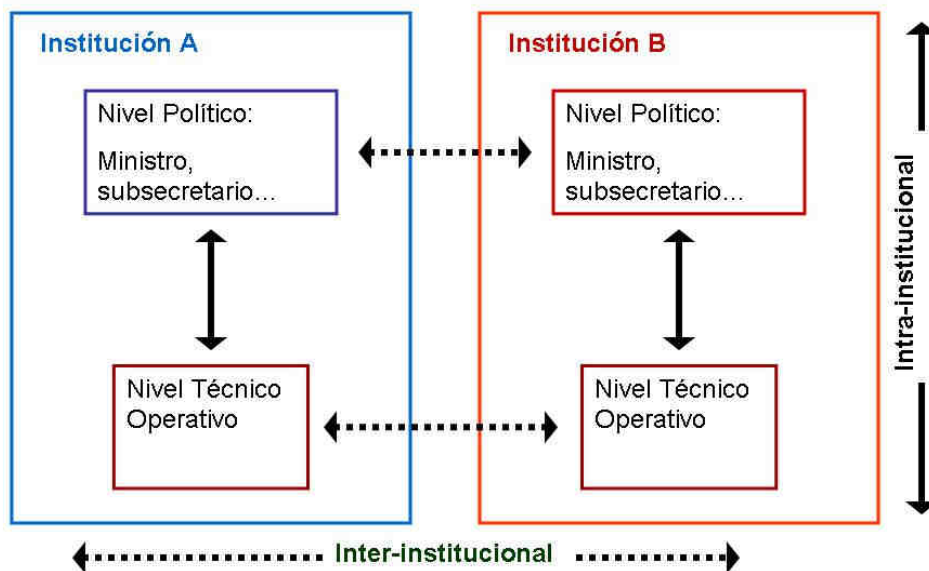 Institución A
Nivel Político:
Ministro,
subsecretario...
Nivel Técnico
Operativo
Institución B
Nivel Político:
Ministro,
subsecretario...
Nivel Técnico
Operativo
Intra-institucional
Inter-institucional